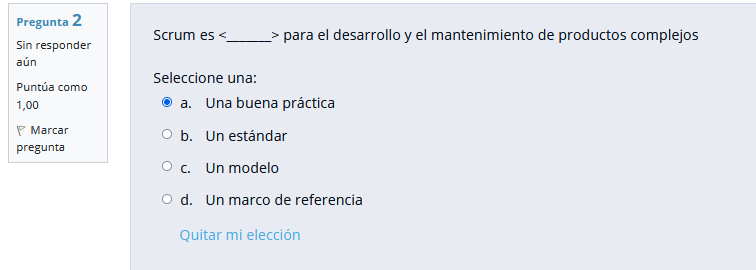 Pregunta 2
Sin responder
aún
Puntúa como
1,00
Marcar
pregunta
Scrum es <_______> para el desarrollo y el mantenimiento de productos complejos
Seleccione una:
a. Una buena práctica
b. Un estándar
c. Un modelo
d. Un marco de referencia
Quitar mi elección